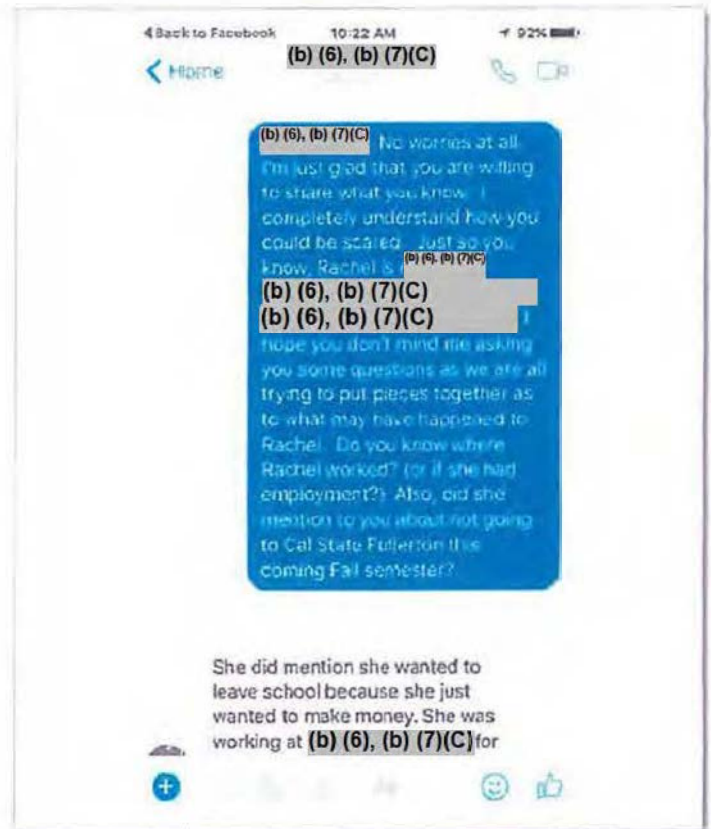 Back to Facebook 10:22 AM 92%
(b) (6), (b) (7)(C)
Home
(b) (6), (b) (7)(C) No worries at all
I'm just glad that you are willing
to share what you know. I
completely understand how you
could be scared. Just so you
know, Rachel is (b) (6), (b) (7)(C)
(b) (6), (b) (7)(C)
(b) (6), (b) (7)(C) I
hope you don't mind me asking
you some questions as we are all
trying to put pieces together as
to what may have happened to
Rachel. Do you know where
Rachel worked? (or if she had
employment?) Also, did she
mention to you about not going
to Cal State Fullerton this
coming Fall semester?
She did mention she wanted to
leave school because she just
wanted to make money. She was
working at (b) (6), (b) (7)(C) for